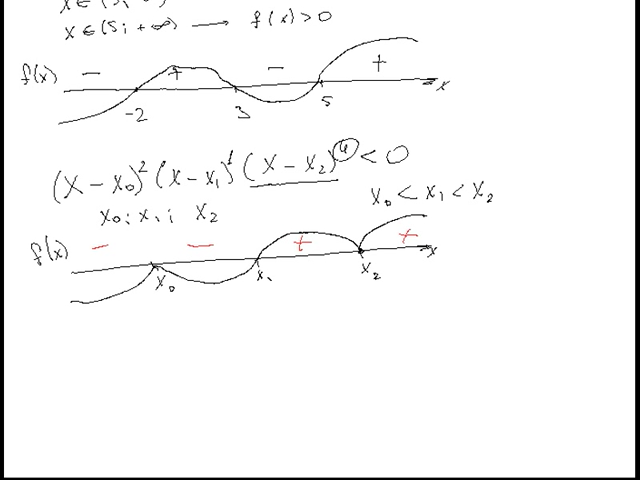 x ∈ (5; +∞) → f(x) > 0
f(x) − + − +
−2 3 5 x
(x − x₀)² (x − x₁)¹ (x − x₂)⁴ < 0
x₀; x₁; x₂ x₀ < x₁ < x₂
f(x) − − + +
x₀ x₁ x₂ x